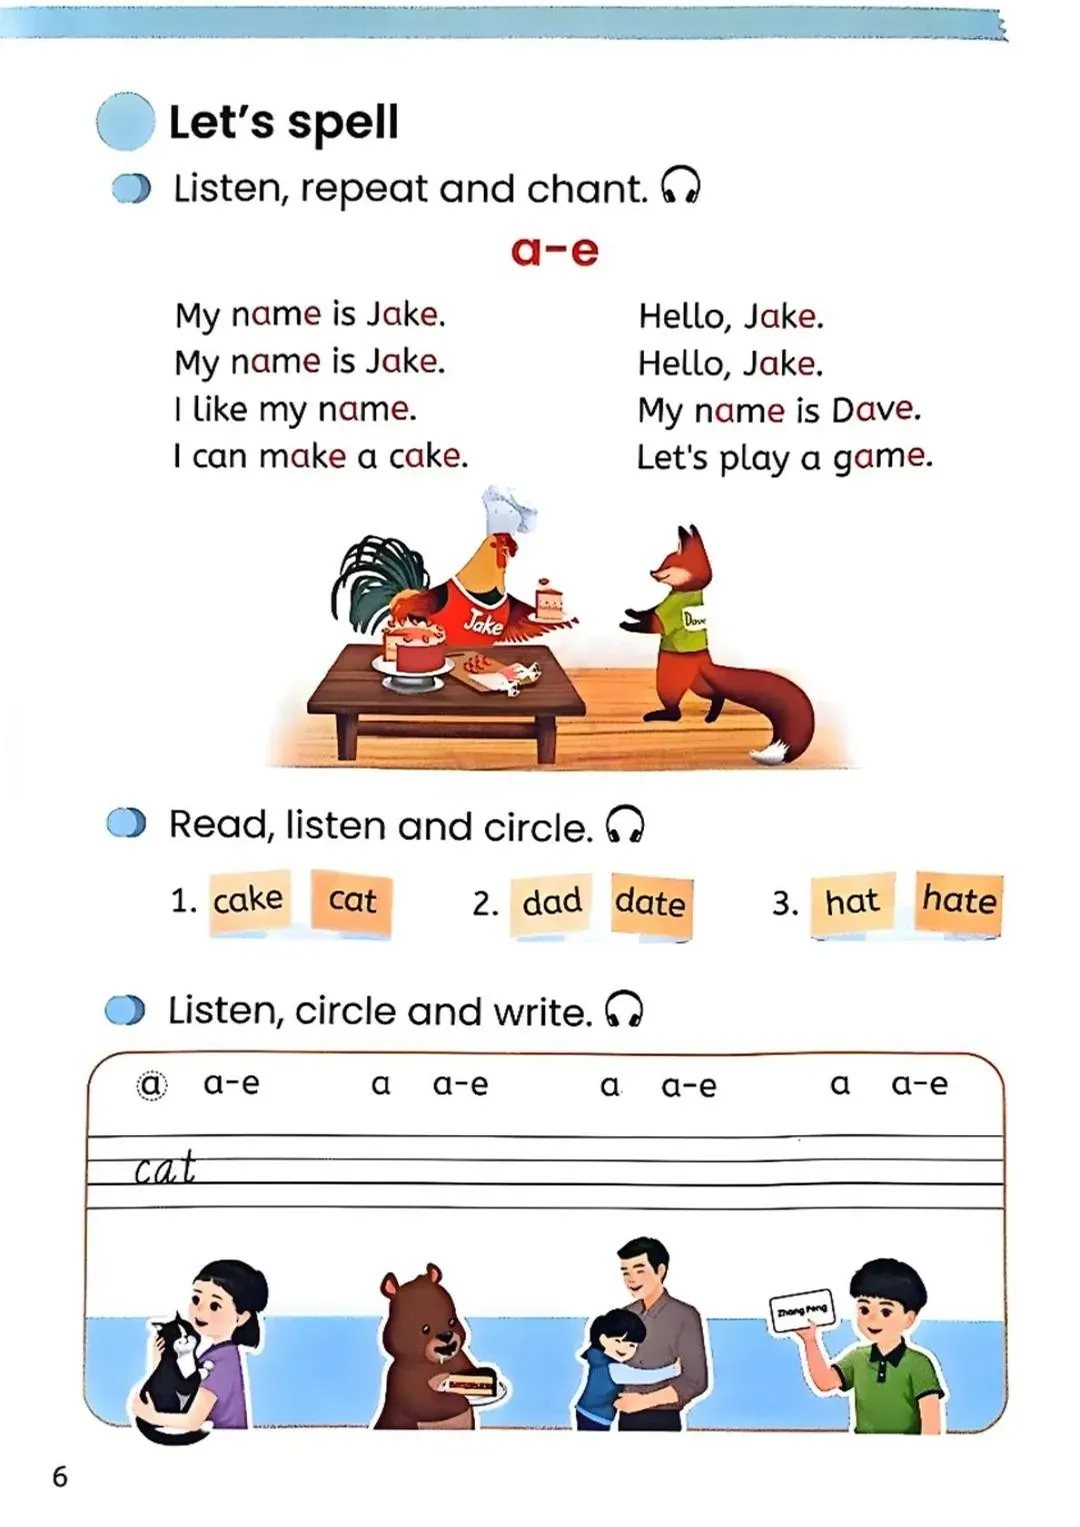 Let's spell
Listen, repeat and chant.
a-e
My name is Jake.
My name is Jake.
I like my name.
I can make a cake.
Hello, Jake.
Hello, Jake.
My name is Dave.
Let's play a game.
Jake
Dave
Read, listen and circle.
1. cake cat 2. dad date 3. hat hate
Listen, circle and write.
a a-e a a-e a a-e a a-e
cat
Zhang Peng
6